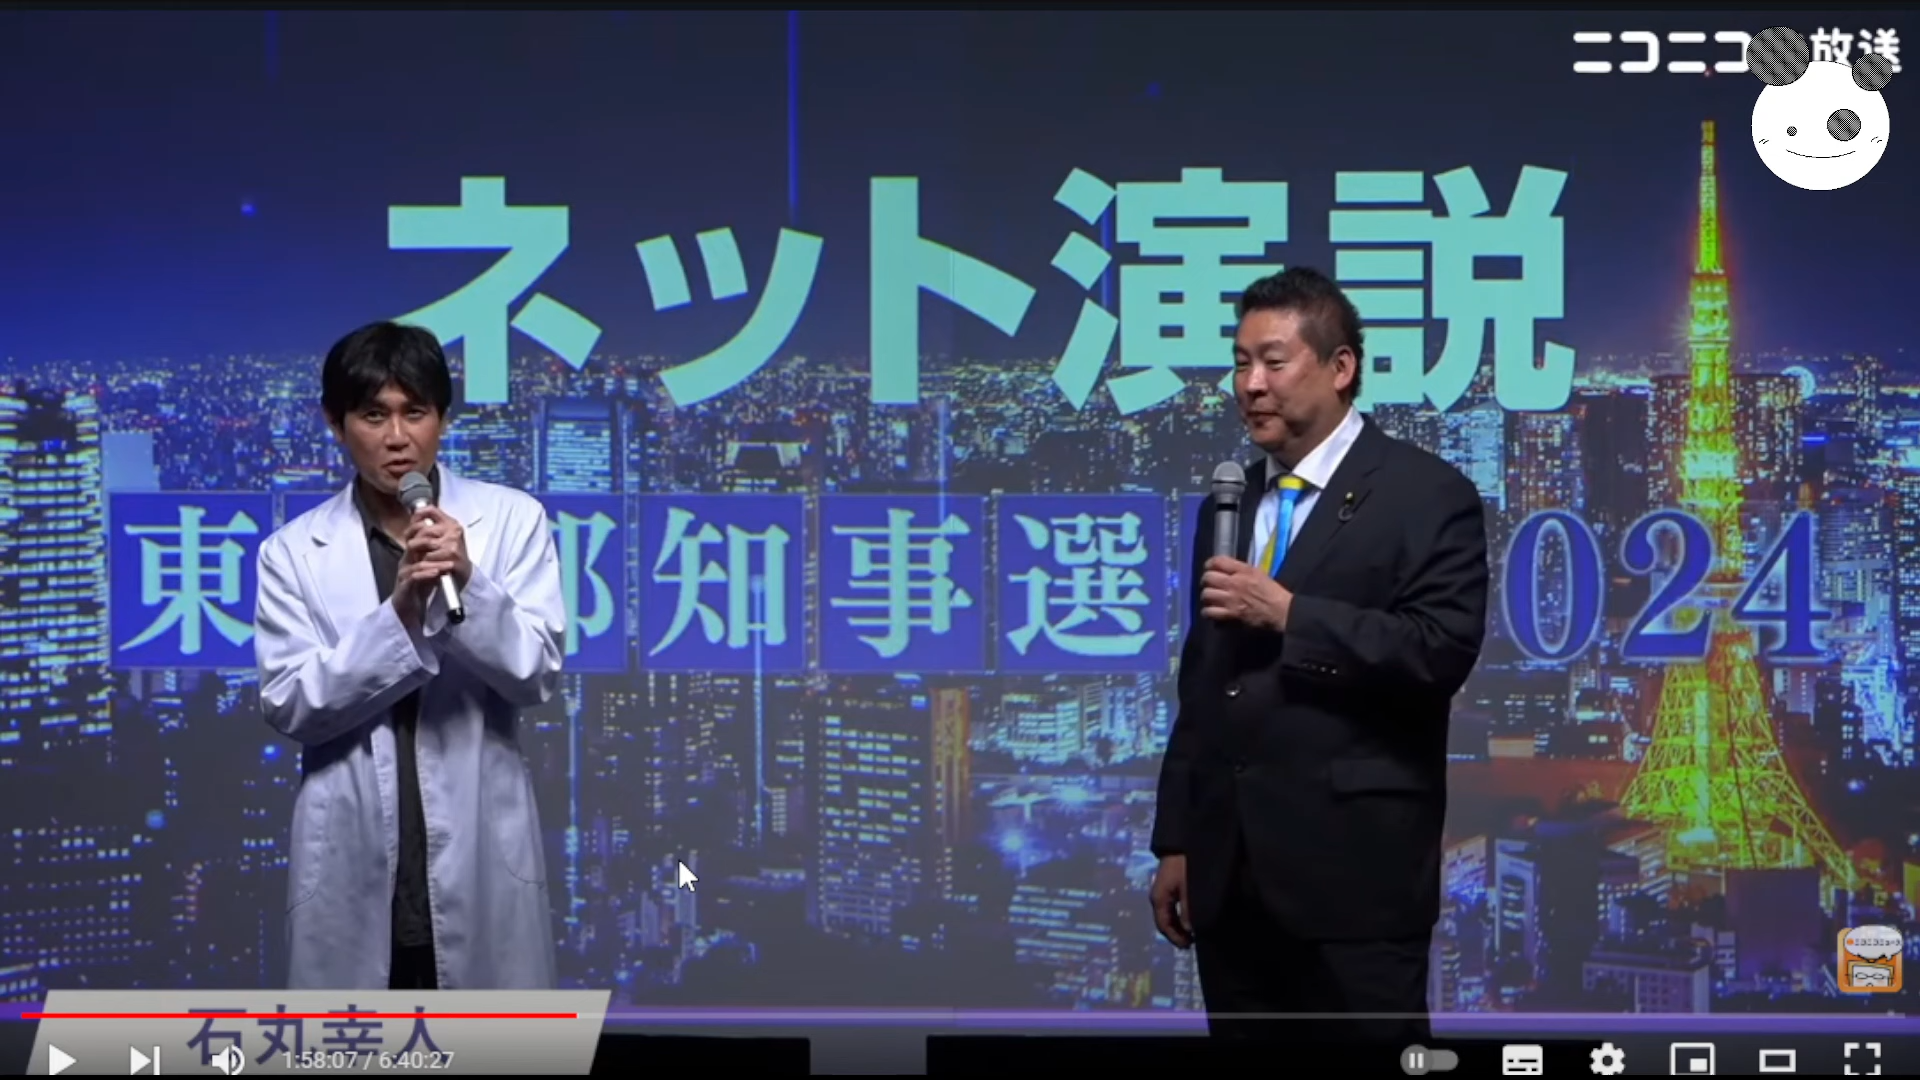 ニコニコ 放送
ネット演説
東 都知事選 024
石丸幸人
1:58:07 / 6:40:27